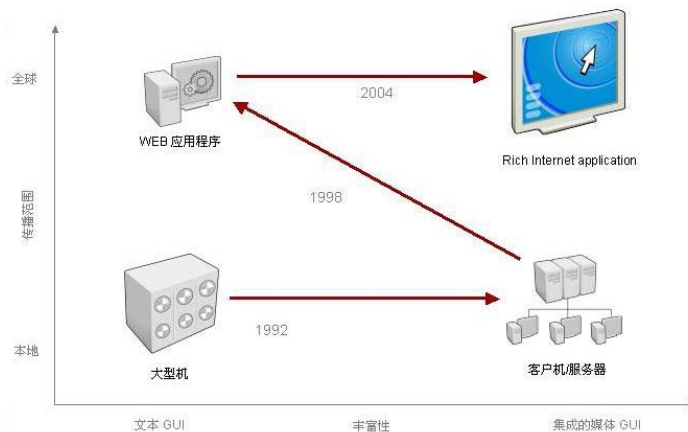 全球
2004
WEB 应用程序
Rich Internet application
传播范围
1998
1992
本地
大型机
客户机/服务器
文本 GUI
丰富性
集成的媒体 GUI